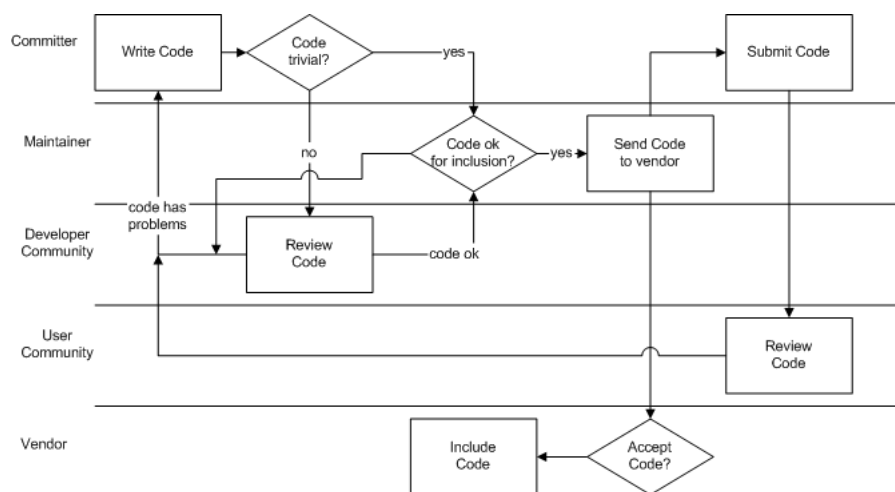 Committer
Write Code
Code
trivial?
yes
Submit Code
Maintainer
no
Code ok
for inclusion?
yes
Send Code
to vendor
code has
problems
Developer
Community
Review
Code
code ok
User
Community
Review
Code
Vendor
Include
Code
Accept
Code?